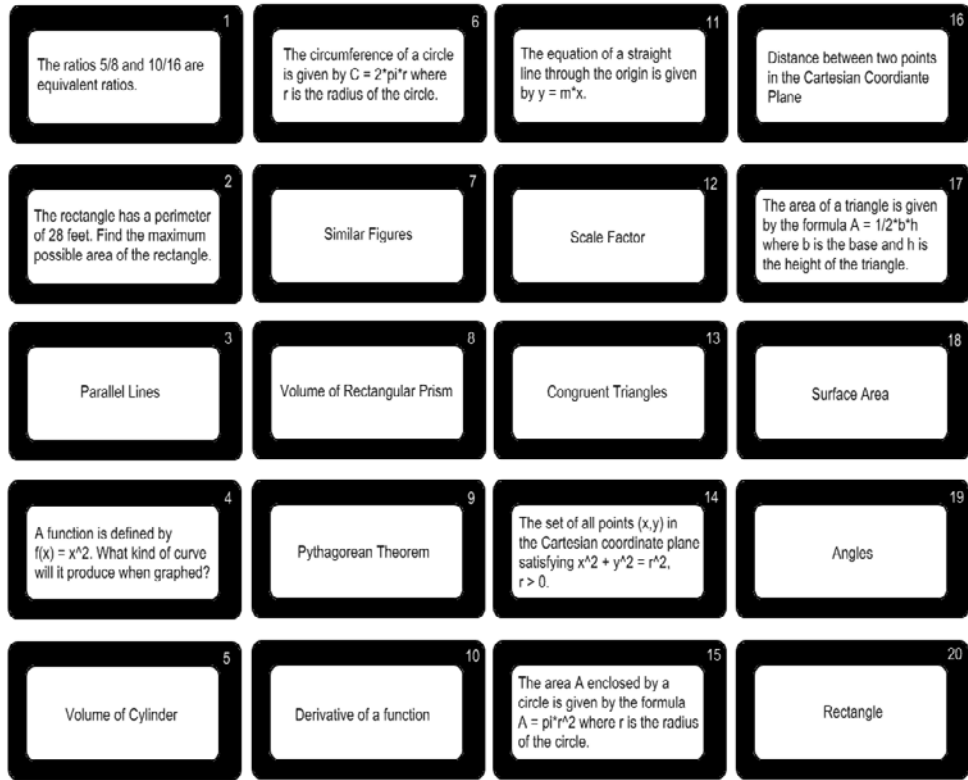 1
The ratios 5/8 and 10/16 are
equivalent ratios.
6
The circumference of a circle
is given by C = 2*pi*r where
r is the radius of the circle.
11
The equation of a straight
line through the origin is given
by y = m*x.
16
Distance between two points
in the Cartesian Coordiante
Plane
2
The rectangle has a perimeter
of 28 feet. Find the maximum
possible area of the rectangle.
7
Similar Figures
12
Scale Factor
17
The area of a triangle is given
by the formula A = 1/2*b*h
where b is the base and h is
the height of the triangle.
3
Parallel Lines
8
Volume of Rectangular Prism
13
Congruent Triangles
18
Surface Area
4
A function is defined by
f(x) = x^2. What kind of curve
will it produce when graphed?
9
Pythagorean Theorem
14
The set of all points (x,y) in
the Cartesian coordinate plane
satisfying x^2 + y^2 = r^2,
r > 0.
19
Angles
5
Volume of Cylinder
10
Derivative of a function
15
The area A enclosed by a
circle is given by the formula
A = pi*r^2 where r is the radius
of the circle.
20
Rectangle